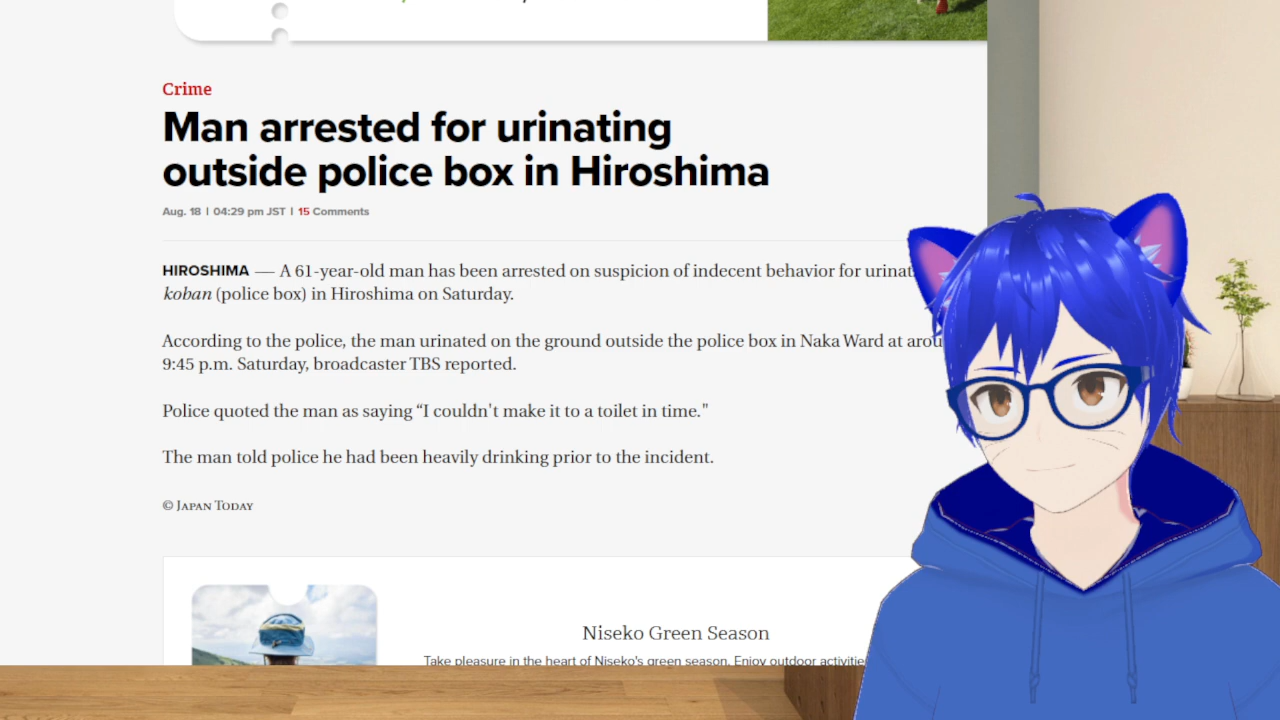 Crime
Man arrested for urinating
outside police box in Hiroshima
Aug. 18 | 04:29 pm JST | 15 Comments
HIROSHIMA — A 61-year-old man has been arrested on suspicion of indecent behavior for
koban (police box) in Hiroshima on Saturday.
According to the police, the man urinated on the ground outside the police box in Naka Ward at
9:45 p.m. Saturday, broadcaster TBS reported.
Police quoted the man as saying “I couldn't make it to a toilet in time."
The man told police he had been heavily drinking prior to the incident.
© Japan Today
Niseko Green Season
Take pleasure in the heart of Niseko's green season. Enjoy outdoor